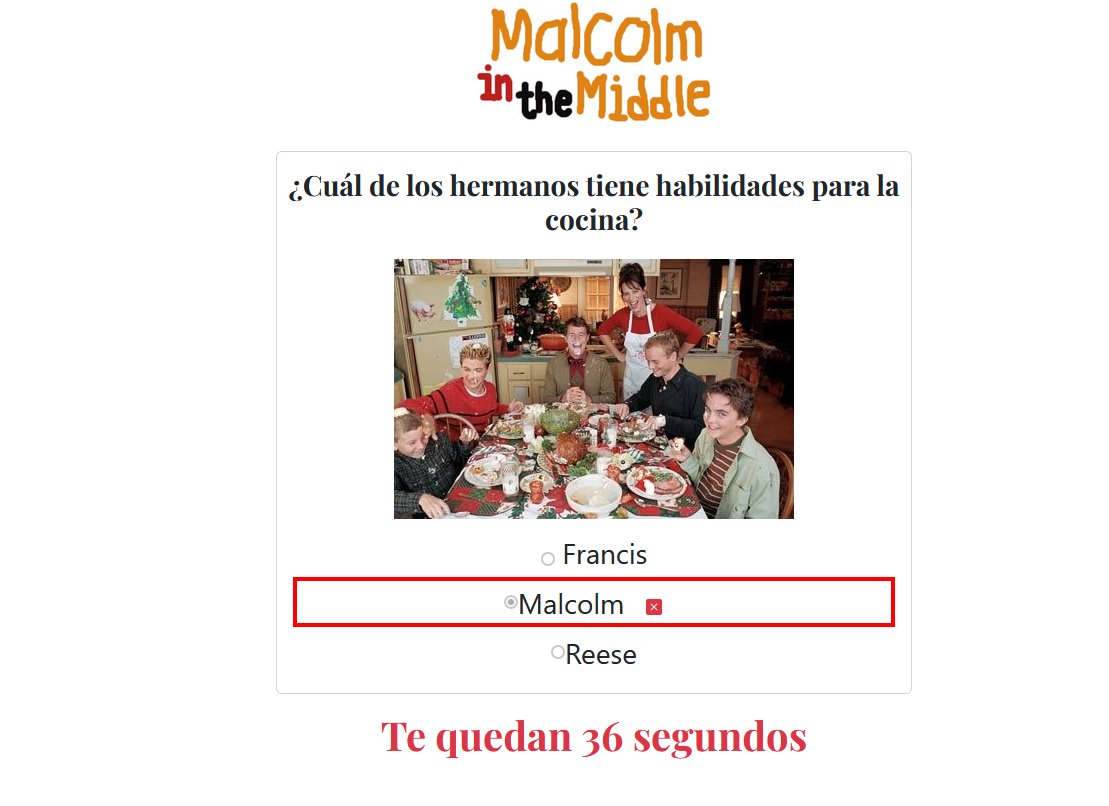 Malcolm
in the Middle
¿Cuál de los hermanos tiene habilidades para la
cocina?
Francis
Malcolm
Reese
Te quedan 36 segundos